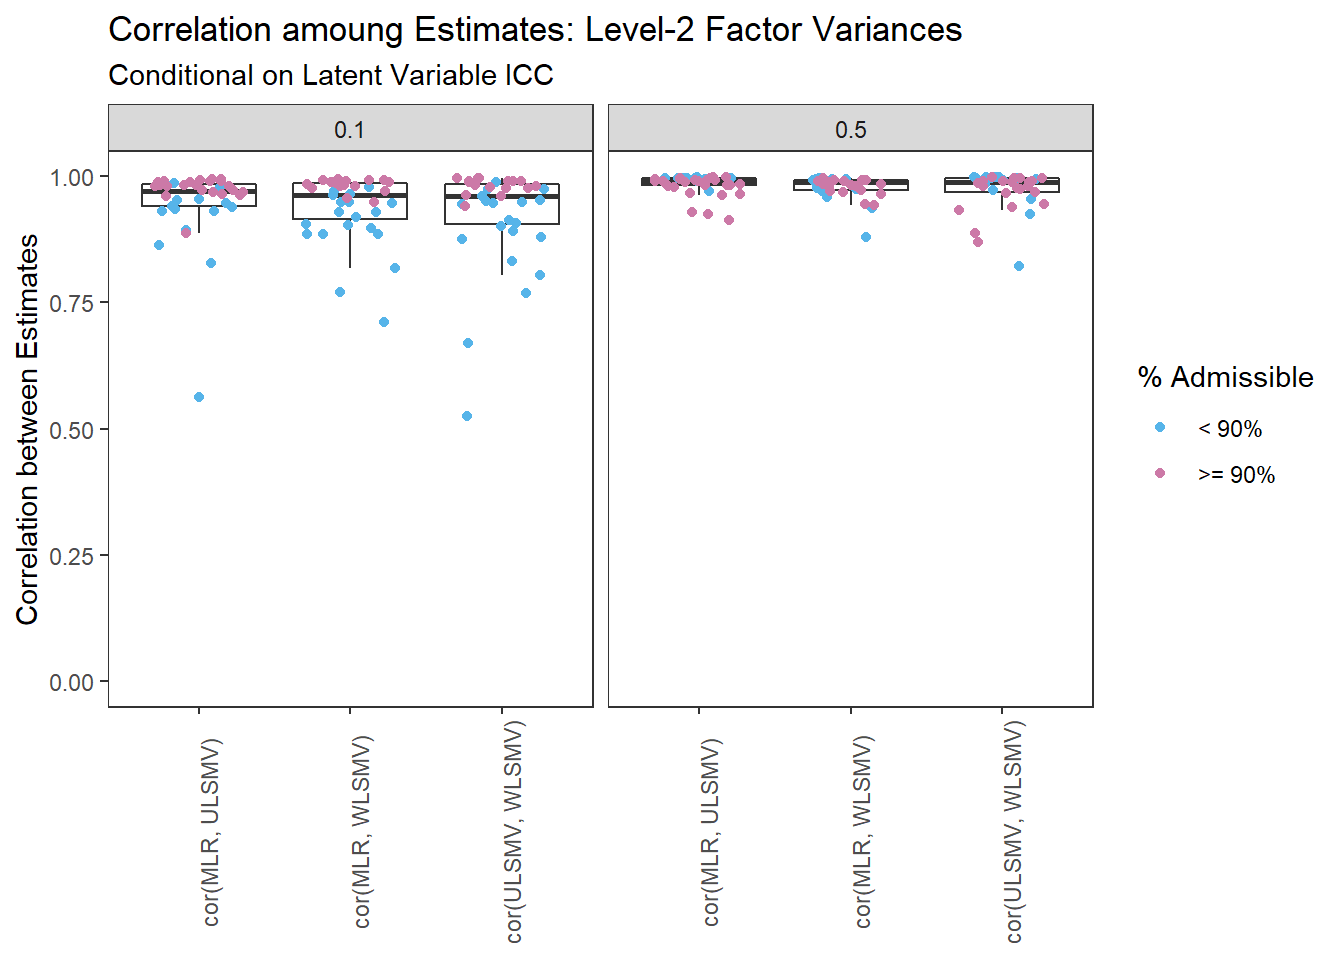 Correlation amoung Estimates: Level-2 Factor Variances
Conditional on Latent Variable ICC
0.1
0.5
Correlation between Estimates
1.00
0.75
0.50
0.25
0.00
cor(MLR, ULSMV)
cor(MLR, WLSMV)
cor(ULSMV, WLSMV)
cor(MLR, ULSMV)
cor(MLR, WLSMV)
cor(ULSMV, WLSMV)
% Admissible
< 90%
>= 90%